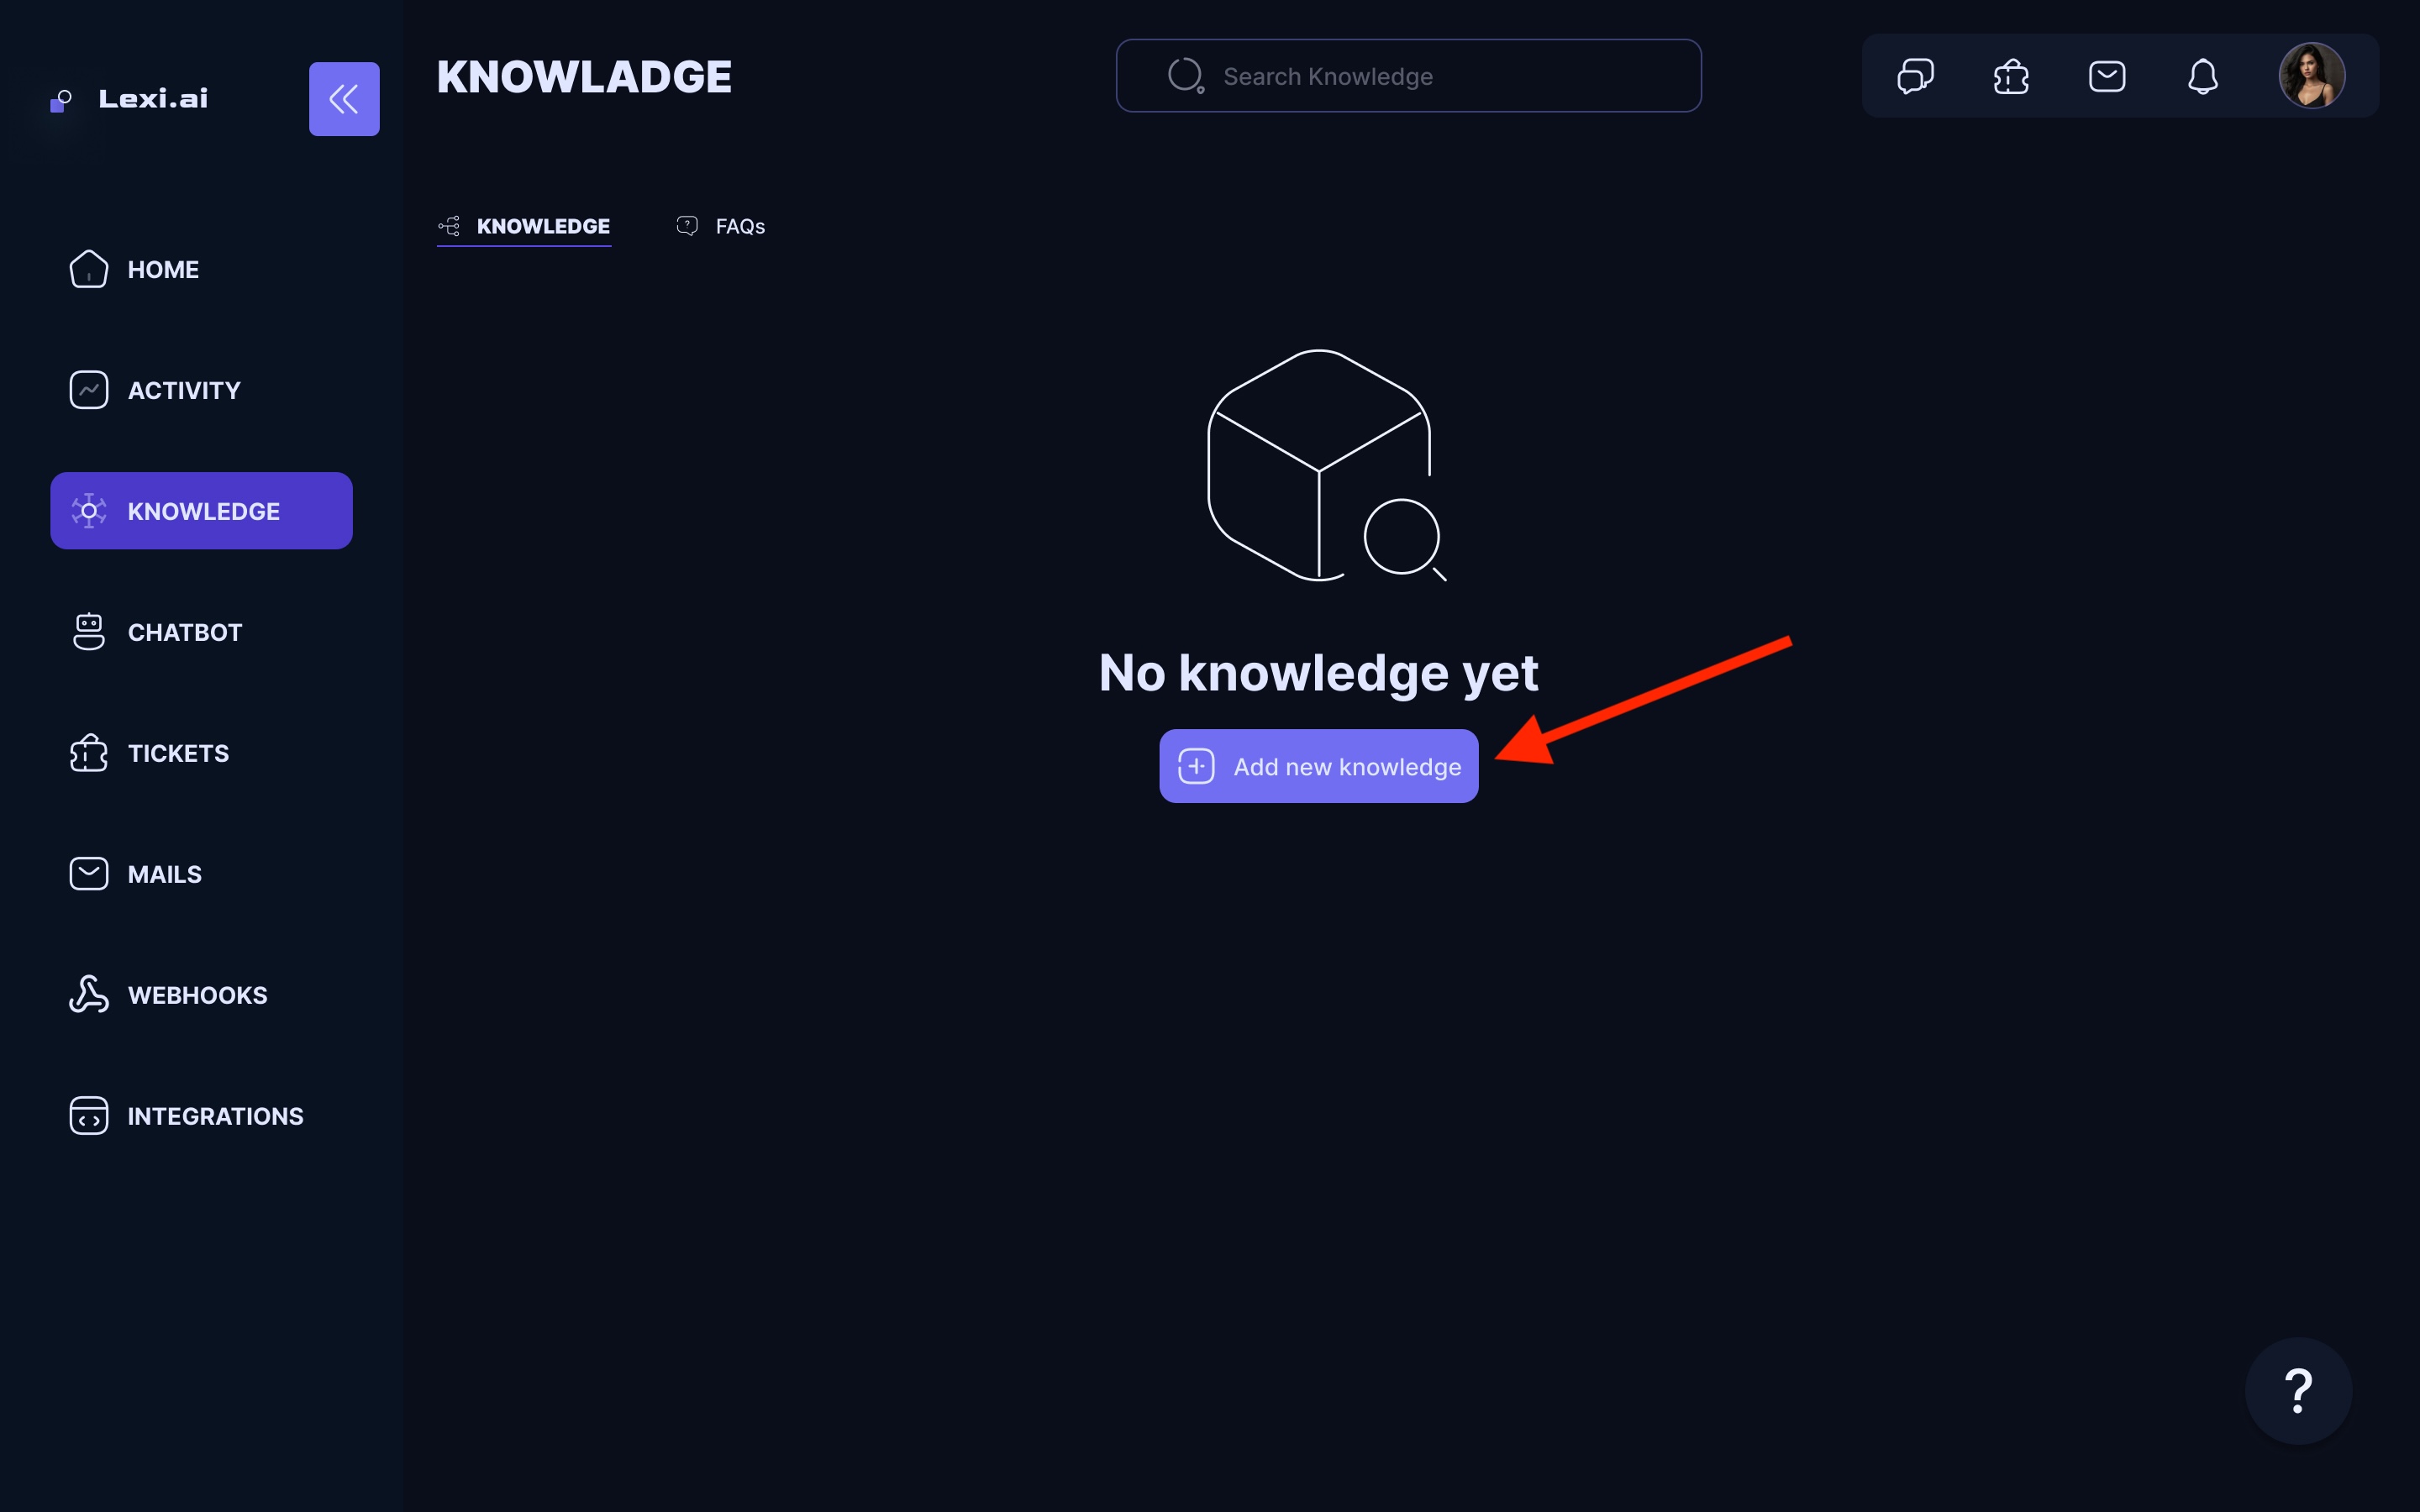 Lexi.ai
KNOWLADGE
Search Knowledge
KNOWLEDGE
FAQs
HOME
ACTIVITY
KNOWLEDGE
CHATBOT
TICKETS
MAILS
WEBHOOKS
INTEGRATIONS
No knowledge yet
Add new knowledge
?